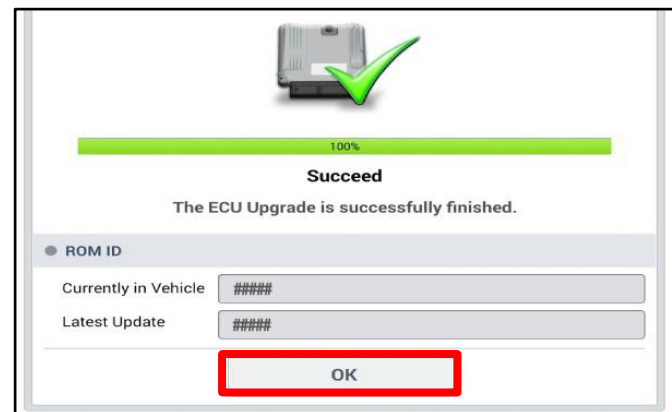 100%
Succeed
The ECU Upgrade is successfully finished.
ROM ID
Currently in Vehicle #####
Latest Update #####
OK